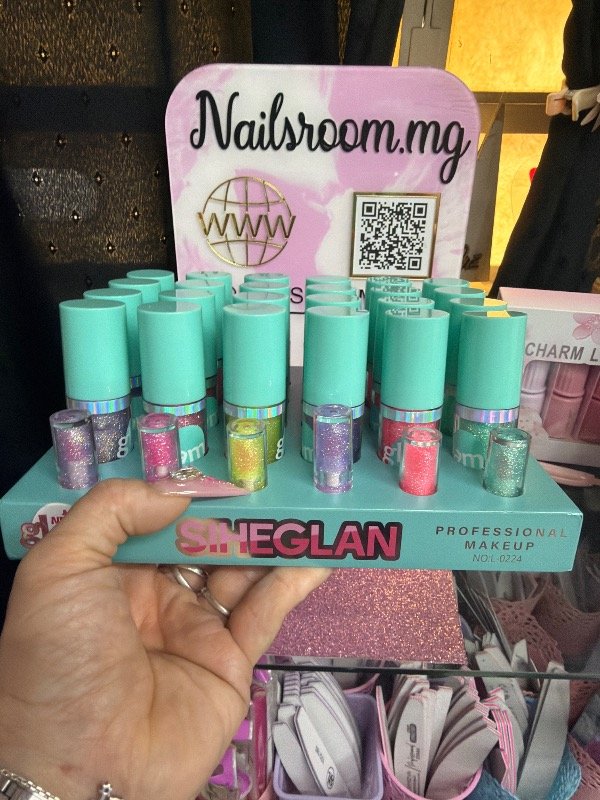 Nailsroom.mg
WWW
CHARM L
SIHEGLAN
PROFESSIONAL
MAKEUP
NO:L-0224